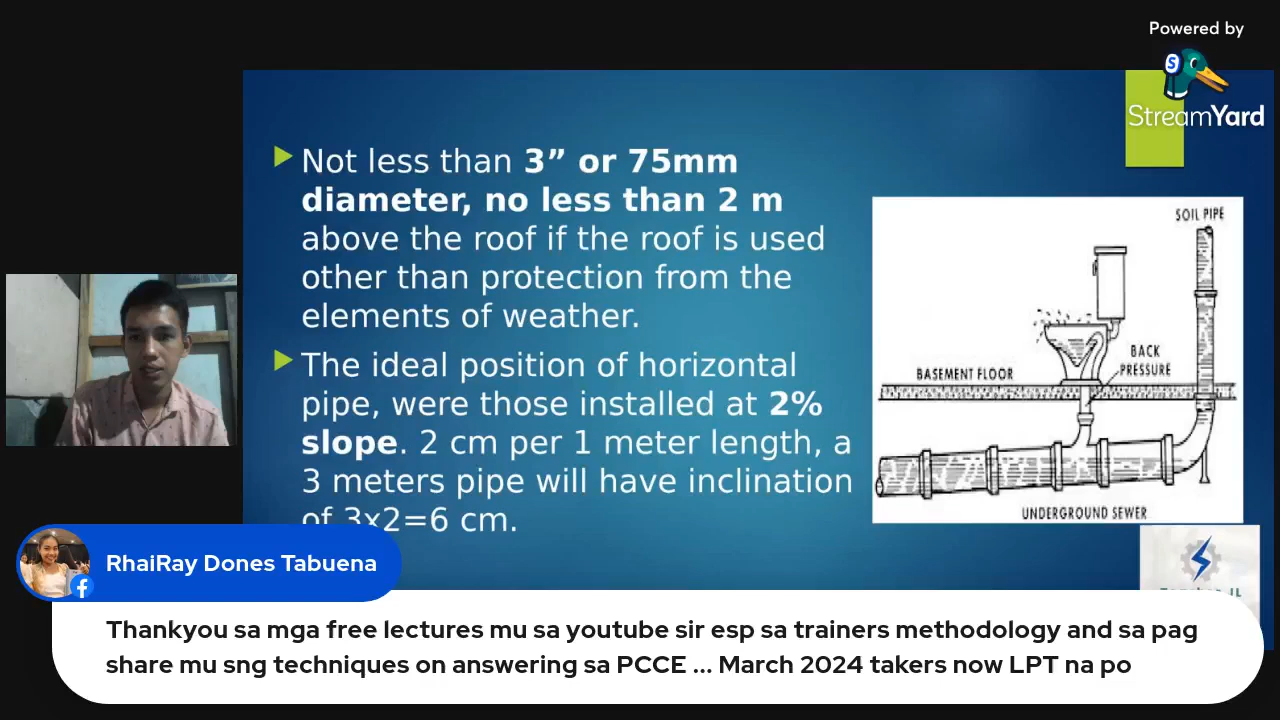 Powered by
StreamYard
Not less than 3” or 75mm
diameter, no less than 2 m
above the roof if the roof is used
other than protection from the
elements of weather.
The ideal position of horizontal
pipe, were those installed at 2%
slope. 2 cm per 1 meter length, a
3 meters pipe will have inclination
of 3x2=6 cm.
SOIL PIPE
BACK
PRESSURE
BASEMENT FLOOR
UNDERGROUND SEWER
RhaiRay Dones Tabuena
Thankyou sa mga free lectures mu sa youtube sir esp sa trainers methodology and sa pag
share mu sng techniques on answering sa PCCE ... March 2024 takers now LPT na po